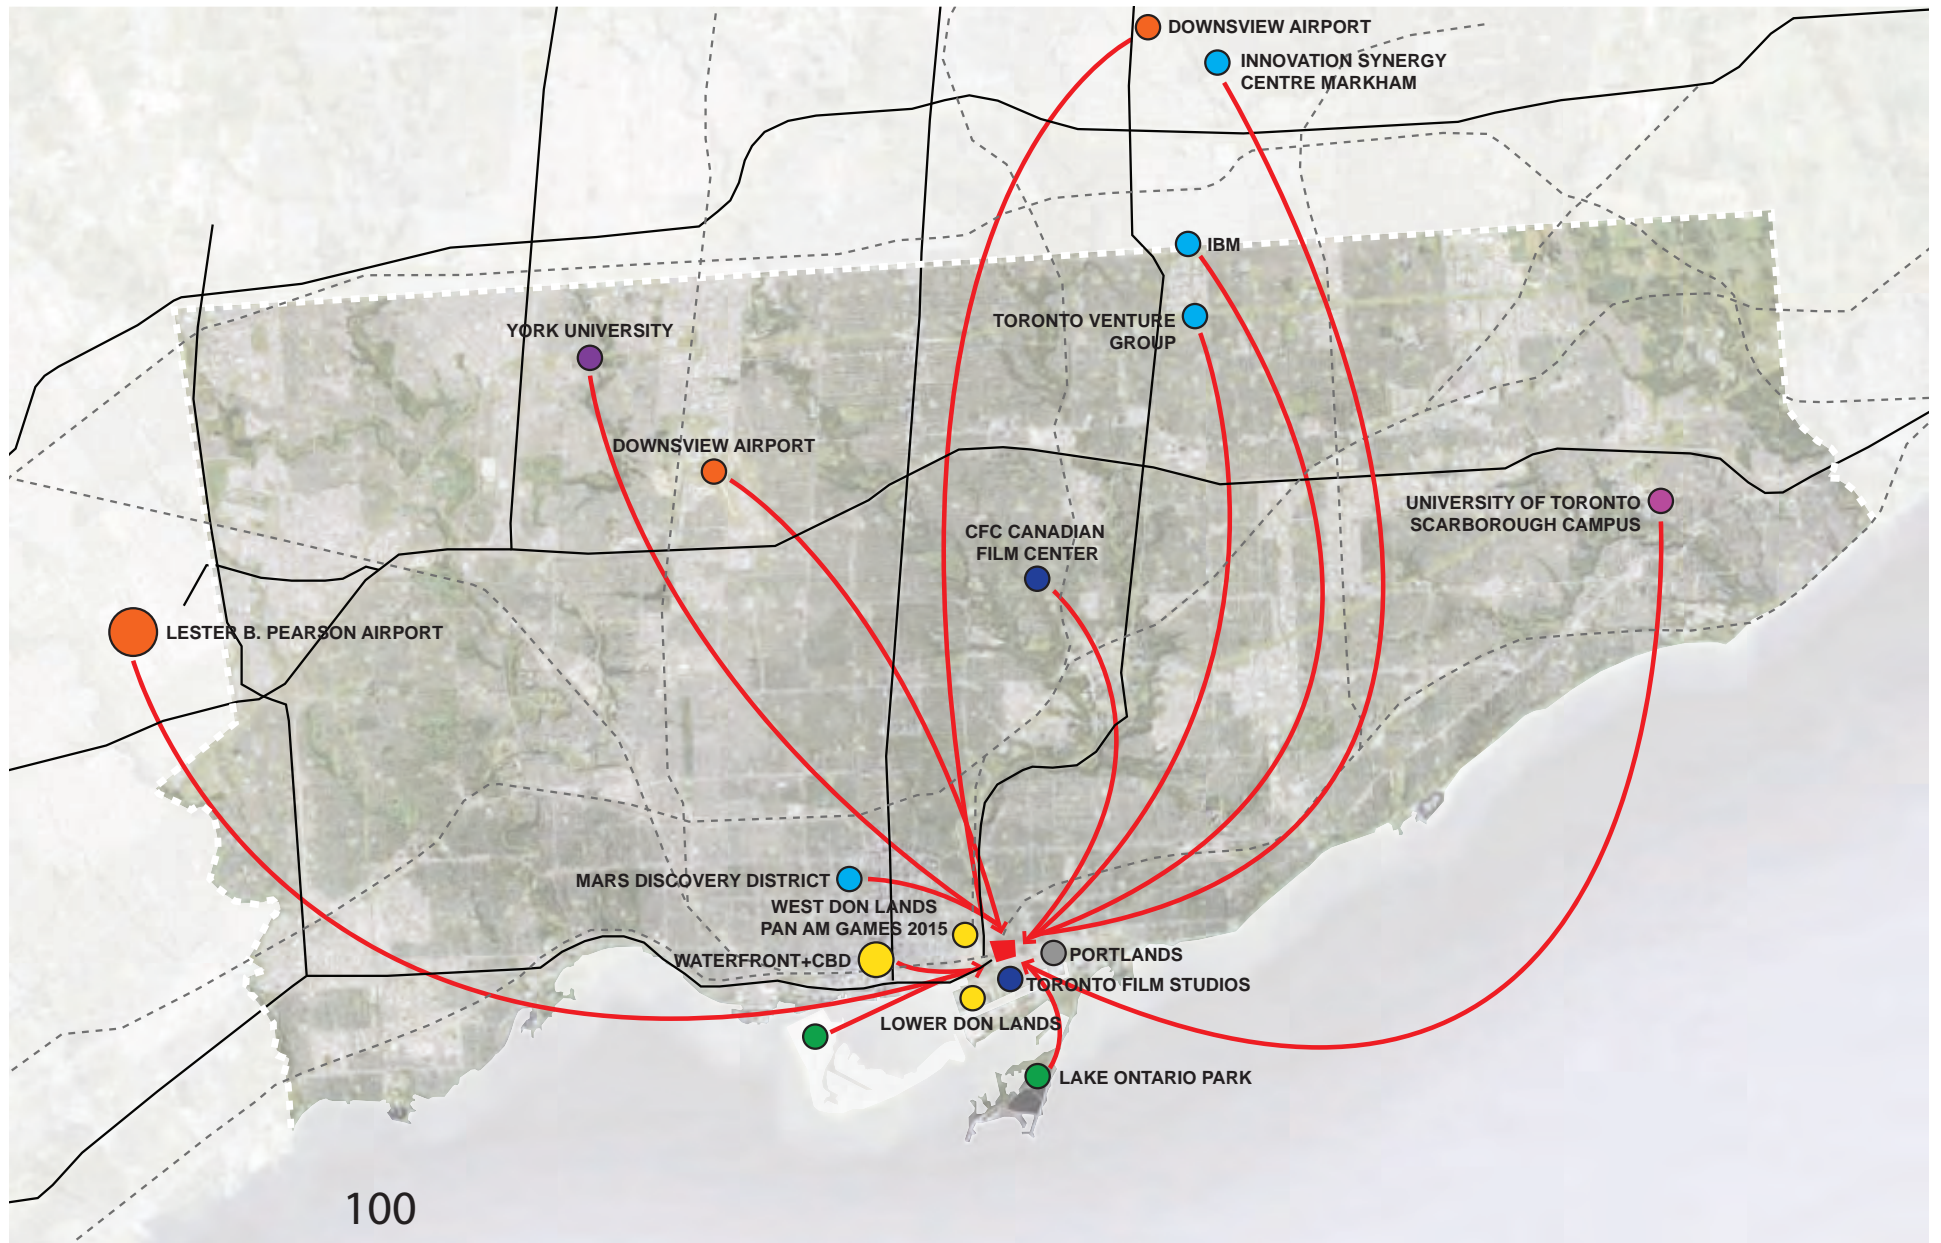 DOWNSVIEW AIRPORT
INNOVATION SYNERGY
CENTRE MARKHAM
IBM
TORONTO VENTURE
GROUP
YORK UNIVERSITY
DOWNSVIEW AIRPORT
UNIVERSITY OF TORONTO
SCARBOROUGH CAMPUS
CFC CANADIAN
FILM CENTER
LESTER B. PEARSON AIRPORT
MARS DISCOVERY DISTRICT
WEST DON LANDS
PAN AM GAMES 2015
WATERFRONT+CBD
PORTLANDS
TORONTO FILM STUDIOS
LOWER DON LANDS
LAKE ONTARIO PARK
100